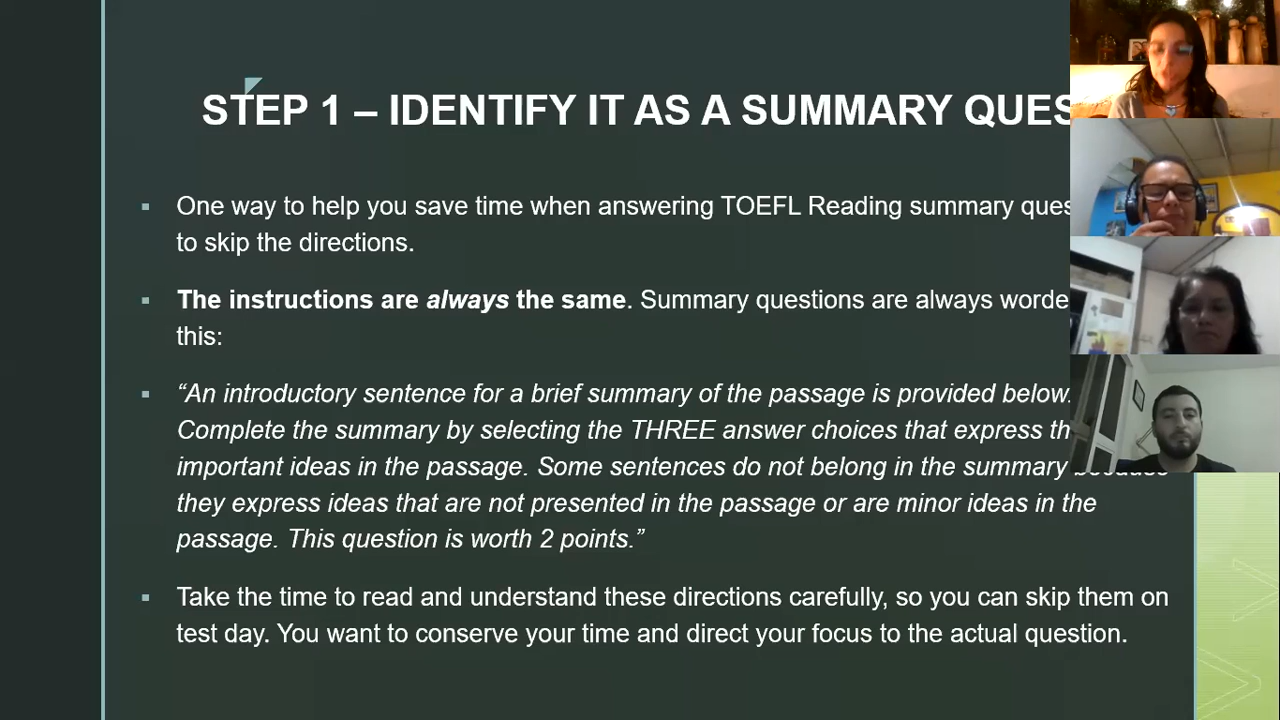 STEP 1 – IDENTIFY IT AS A SUMMARY QUES
One way to help you save time when answering TOEFL Reading summary ques
to skip the directions.
The instructions are always the same. Summary questions are always worde
this:
“An introductory sentence for a brief summary of the passage is provided below.
Complete the summary by selecting the THREE answer choices that express th
important ideas in the passage. Some sentences do not belong in the summary because
they express ideas that are not presented in the passage or are minor ideas in the
passage. This question is worth 2 points.”
Take the time to read and understand these directions carefully, so you can skip them on
test day. You want to conserve your time and direct your focus to the actual question.